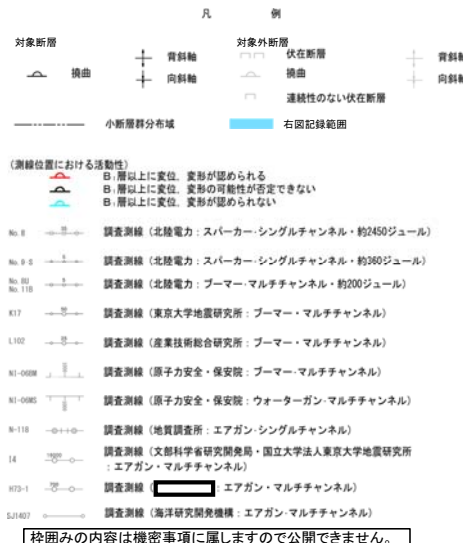 凡 例
対象断層
対象外断層
背斜軸
伏在断層
背斜軸
撓曲
向斜軸
撓曲
向斜軸
連続性のない伏在断層
小断層群分布域
右図記録範囲
(測線位置における活動性)
B₁層以上に変位、変形が認められる
B₁層以上に変位、変形の可能性が否定できない
B₁層以上に変位、変形が認められない
No.8 調査測線（北陸電力：スパーカー・シングルチャンネル・約2450ジュール）
No.9-S 調査測線（北陸電力：スパーカー・シングルチャンネル・約360ジュール）
No.8U
No.11B 調査測線（北陸電力：ブーマー・マルチチャンネル・約200ジュール）
K17 調査測線（東京大学地震研究所：ブーマー・マルチチャンネル）
L102 調査測線（産業技術総合研究所：ブーマー・マルチチャンネル）
NI-06BM 調査測線（原子力安全・保安院：ブーマー・マルチチャンネル）
NI-06WS 調査測線（原子力安全・保安院：ウォーターガン・マルチチャンネル）
N-118 調査測線（地質調査所：エアガン・シングルチャンネル）
I4 調査測線（文部科学省研究開発局・国立大学法人東京大学地震研究所
：エアガン・マルチチャンネル）
H73-1 調査測線（ ：エアガン・マルチチャンネル）
SJ1407 調査測線（海洋研究開発機構：エアガン・マルチチャンネル）
枠囲みの内容は機密事項に属しますので公開できません。